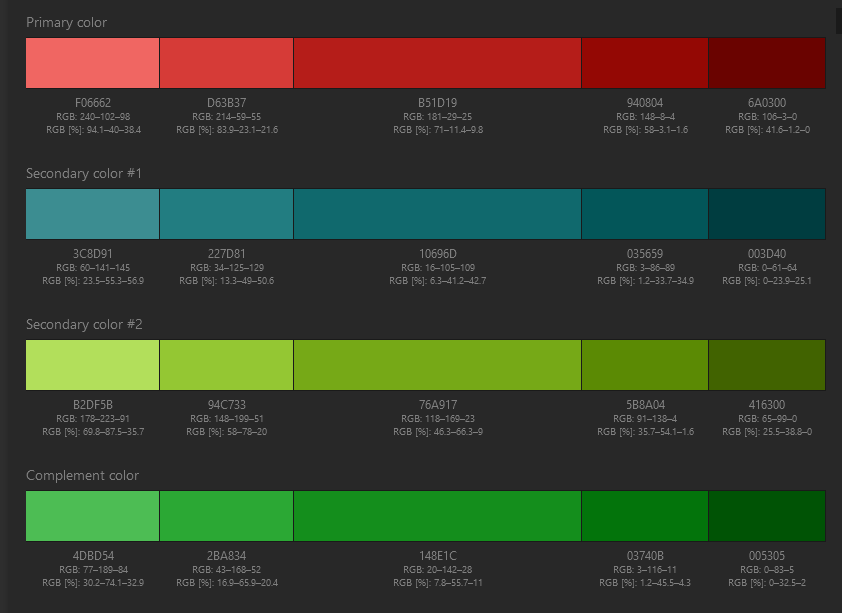 Primary color
F06662 D63B37 B51D19 940804 6A0300
RGB: 240–102–98 RGB: 214–59–55 RGB: 181–29–25 RGB: 148–8–4 RGB: 106–3–0
RGB [%]: 94.1–40–38.4 RGB [%]: 83.9–23.1–21.6 RGB [%]: 71–11.4–9.8 RGB [%]: 58–3.1–1.6 RGB [%]: 41.6–1.2–0
Secondary color #1
3C8D91 227D81 10696D 035659 003D40
RGB: 60–141–145 RGB: 34–125–129 RGB: 16–105–109 RGB: 3–86–89 RGB: 0–61–64
RGB [%]: 23.5–55.3–56.9 RGB [%]: 13.3–49–50.6 RGB [%]: 6.3–41.2–42.7 RGB [%]: 1.2–33.7–34.9 RGB [%]: 0–23.9–25.1
Secondary color #2
B2DF5B 94C733 76A917 5B8A04 416300
RGB: 178–223–91 RGB: 148–199–51 RGB: 118–169–23 RGB: 91–138–4 RGB: 65–99–0
RGB [%]: 69.8–87.5–35.7 RGB [%]: 58–78–20 RGB [%]: 46.3–66.3–9 RGB [%]: 35.7–54.1–1.6 RGB [%]: 25.5–38.8–0
Complement color
4DBD54 2BA834 148E1C 03740B 005305
RGB: 77–189–84 RGB: 43–168–52 RGB: 20–142–28 RGB: 3–116–11 RGB: 0–83–5
RGB [%]: 30.2–74.1–32.9 RGB [%]: 16.9–65.9–20.4 RGB [%]: 7.8–55.7–11 RGB [%]: 1.2–45.5–4.3 RGB [%]: 0–32.5–2